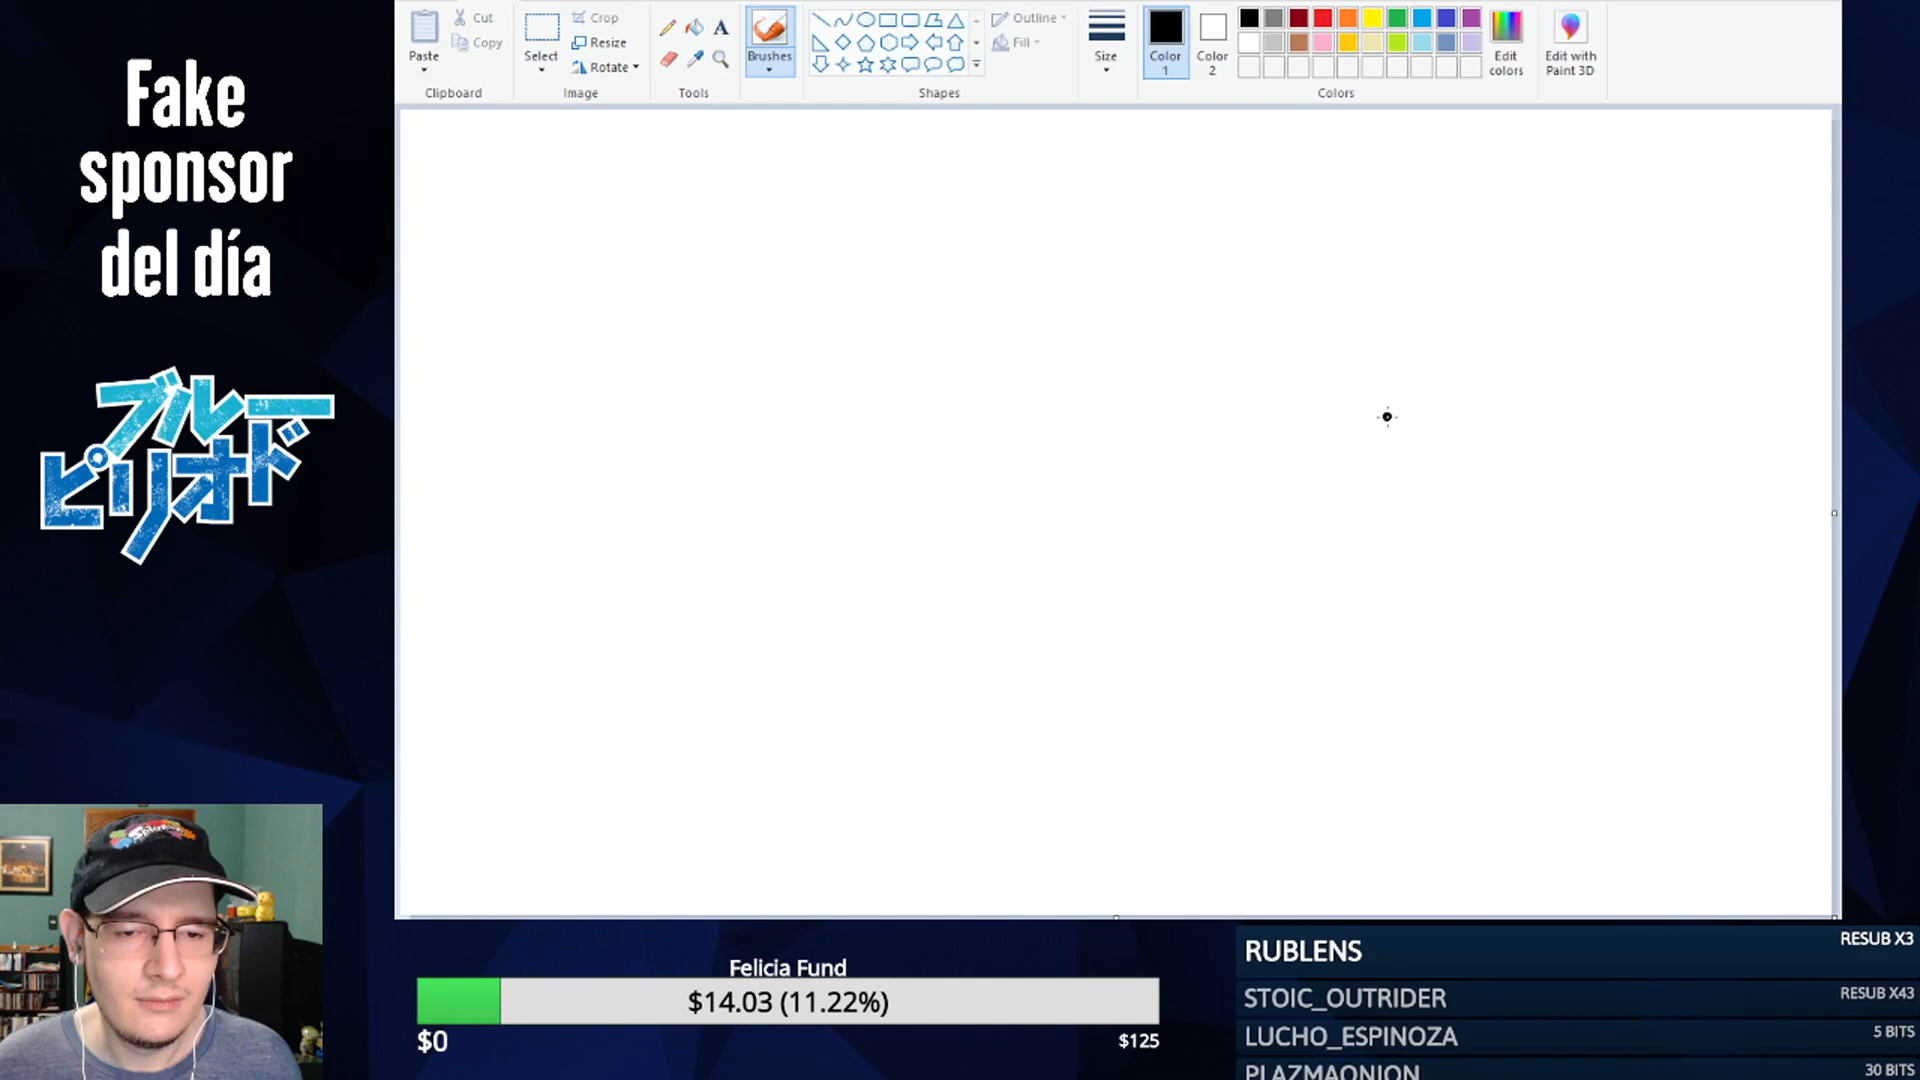 Fake
sponsor
del día
ブルー
ピリオド
Paste
Cut
Copy
Clipboard
Select
Crop
Resize
Rotate
Image
A
Tools
Brushes
Outline
Fill
Shapes
Size
Color
1
Color
2
Edit
colors
Edit with
Paint 3D
Colors
Felicia Fund
$14.03 (11.22%)
$0
$125
RUBLENS
RESUB X3
STOIC_OUTRIDER
RESUB X43
LUCHO_ESPINOZA
5 BITS
PLAZMAONION
30 BITS